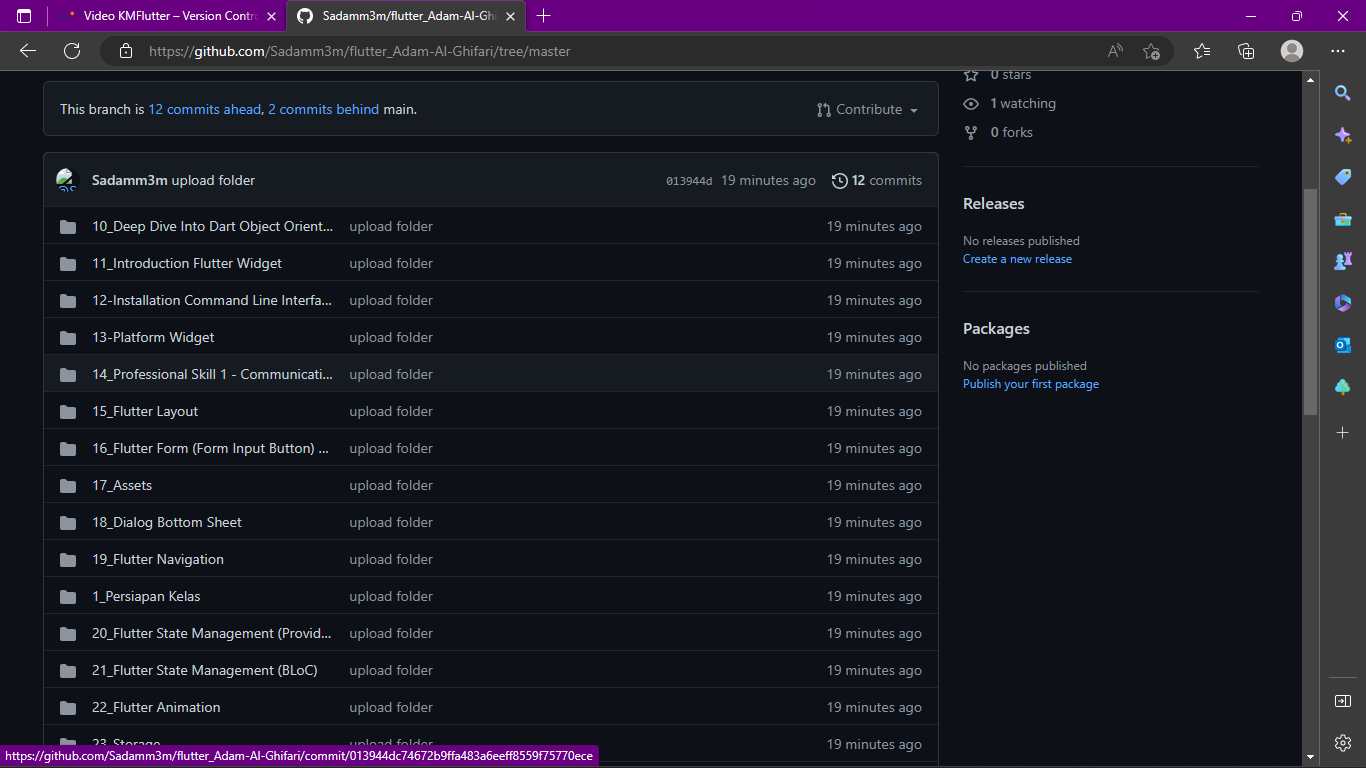 Video KMFlutter – Version Contro
Sadamm3m/flutter_Adam-Al-Ghi
https://github.com/Sadamm3m/flutter_Adam-Al-Ghifari/tree/master
0 stars
This branch is 12 commits ahead, 2 commits behind main.
Contribute
1 watching
0 forks
Sadamm3m upload folder
013944d 19 minutes ago 12 commits
10_Deep Dive Into Dart Object Orient... upload folder 19 minutes ago
11_Introduction Flutter Widget upload folder 19 minutes ago
12-Installation Command Line Interfa... upload folder 19 minutes ago
13-Platform Widget upload folder 19 minutes ago
14_Professional Skill 1 - Communicati... upload folder 19 minutes ago
15_Flutter Layout upload folder 19 minutes ago
16_Flutter Form (Form Input Button) ... upload folder 19 minutes ago
17_Assets upload folder 19 minutes ago
18_Dialog Bottom Sheet upload folder 19 minutes ago
19_Flutter Navigation upload folder 19 minutes ago
1_Persiapan Kelas upload folder 19 minutes ago
20_Flutter State Management (Provid... upload folder 19 minutes ago
21_Flutter State Management (BLoC) upload folder 19 minutes ago
22_Flutter Animation upload folder 19 minutes ago
23_Storage upload folder 19 minutes ago
Releases
No releases published
Create a new release
Packages
No packages published
Publish your first package
https://github.com/Sadamm3m/flutter_Adam-Al-Ghifari/commit/013944dc74672b9ffa483a6eeff8559f75770ece